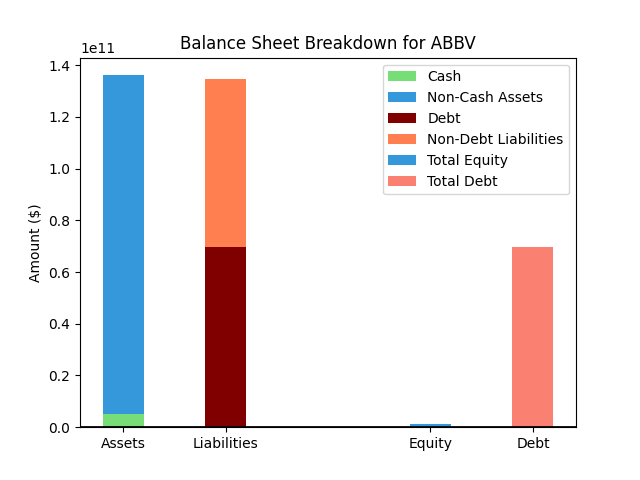 Balance Sheet Breakdown for ABBV
1e11
1.4
1.2
1.0
0.8
0.6
0.4
0.2
0.0
Amount ($)
Cash
Non-Cash Assets
Debt
Non-Debt Liabilities
Total Equity
Total Debt
Assets Liabilities Equity Debt